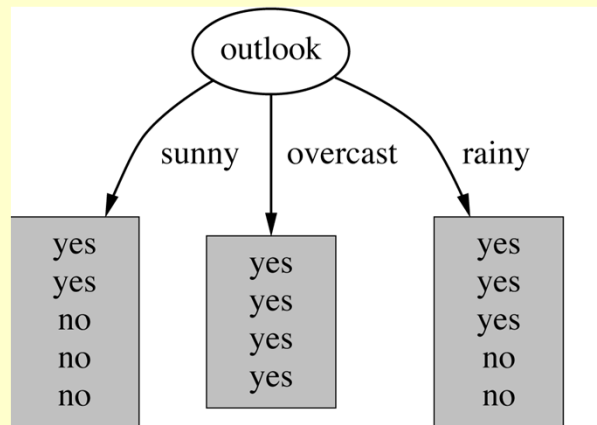 outlook
sunny
overcast
rainy
yes
yes
no
no
no
yes
yes
yes
yes
yes
yes
yes
no
no